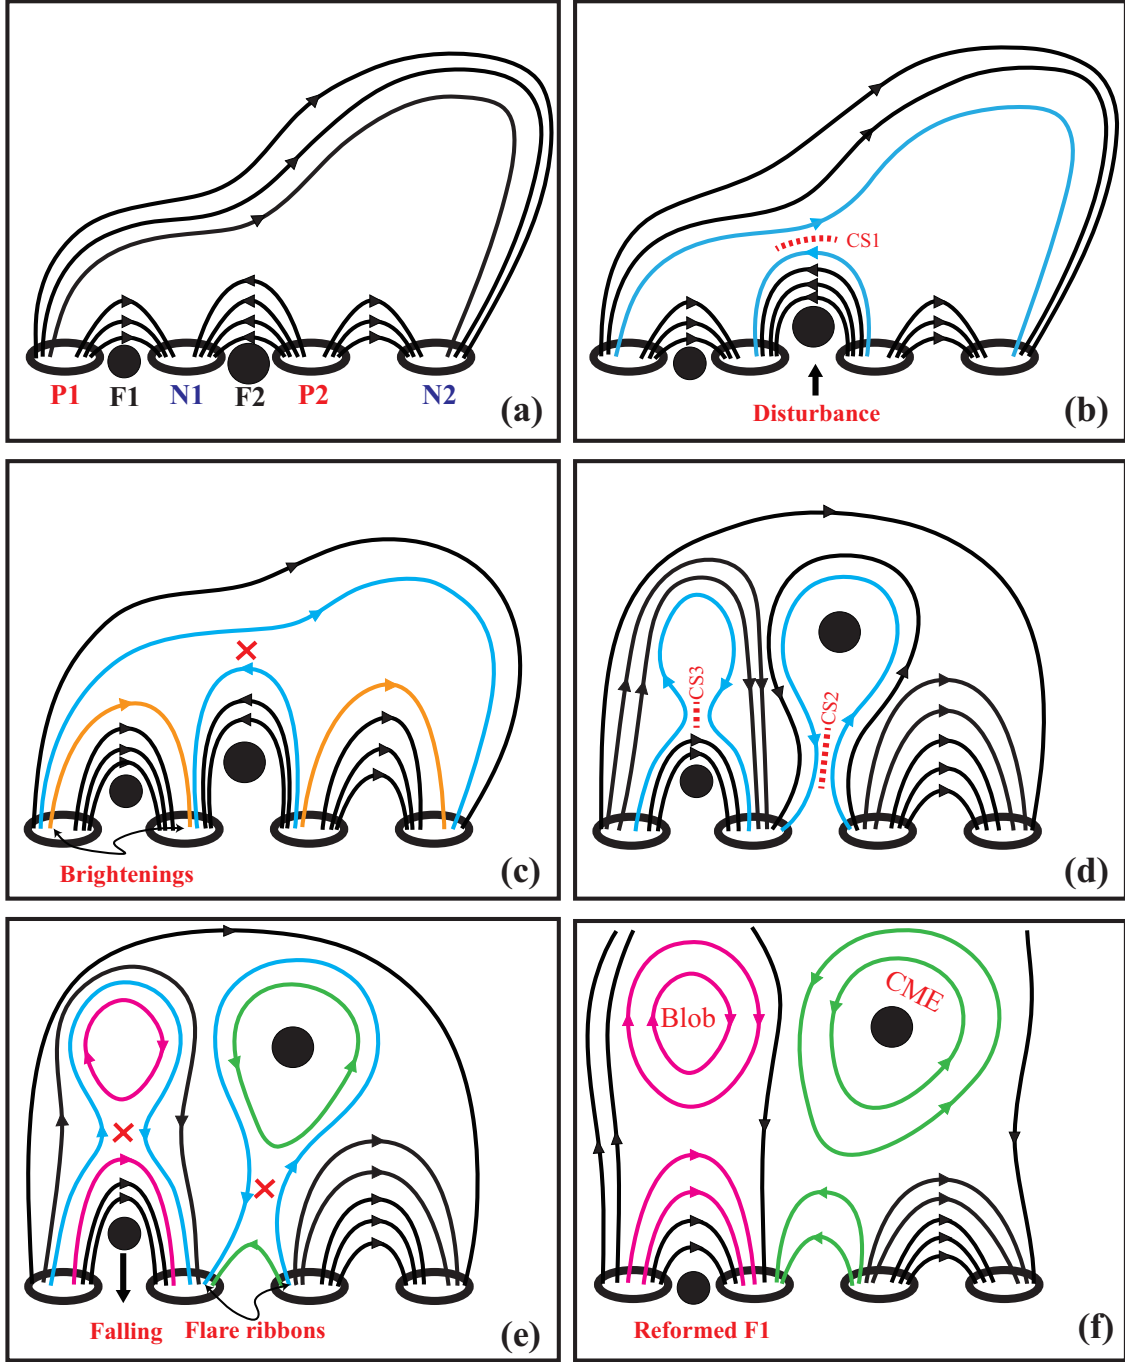 P1 F1 N1 F2 P2 N2
(a)
CS1
Disturbance
(b)
Brightenings
(c)
CS3
CS2
(d)
Falling
Flare ribbons
(e)
Blob
CME
Reformed F1
(f)